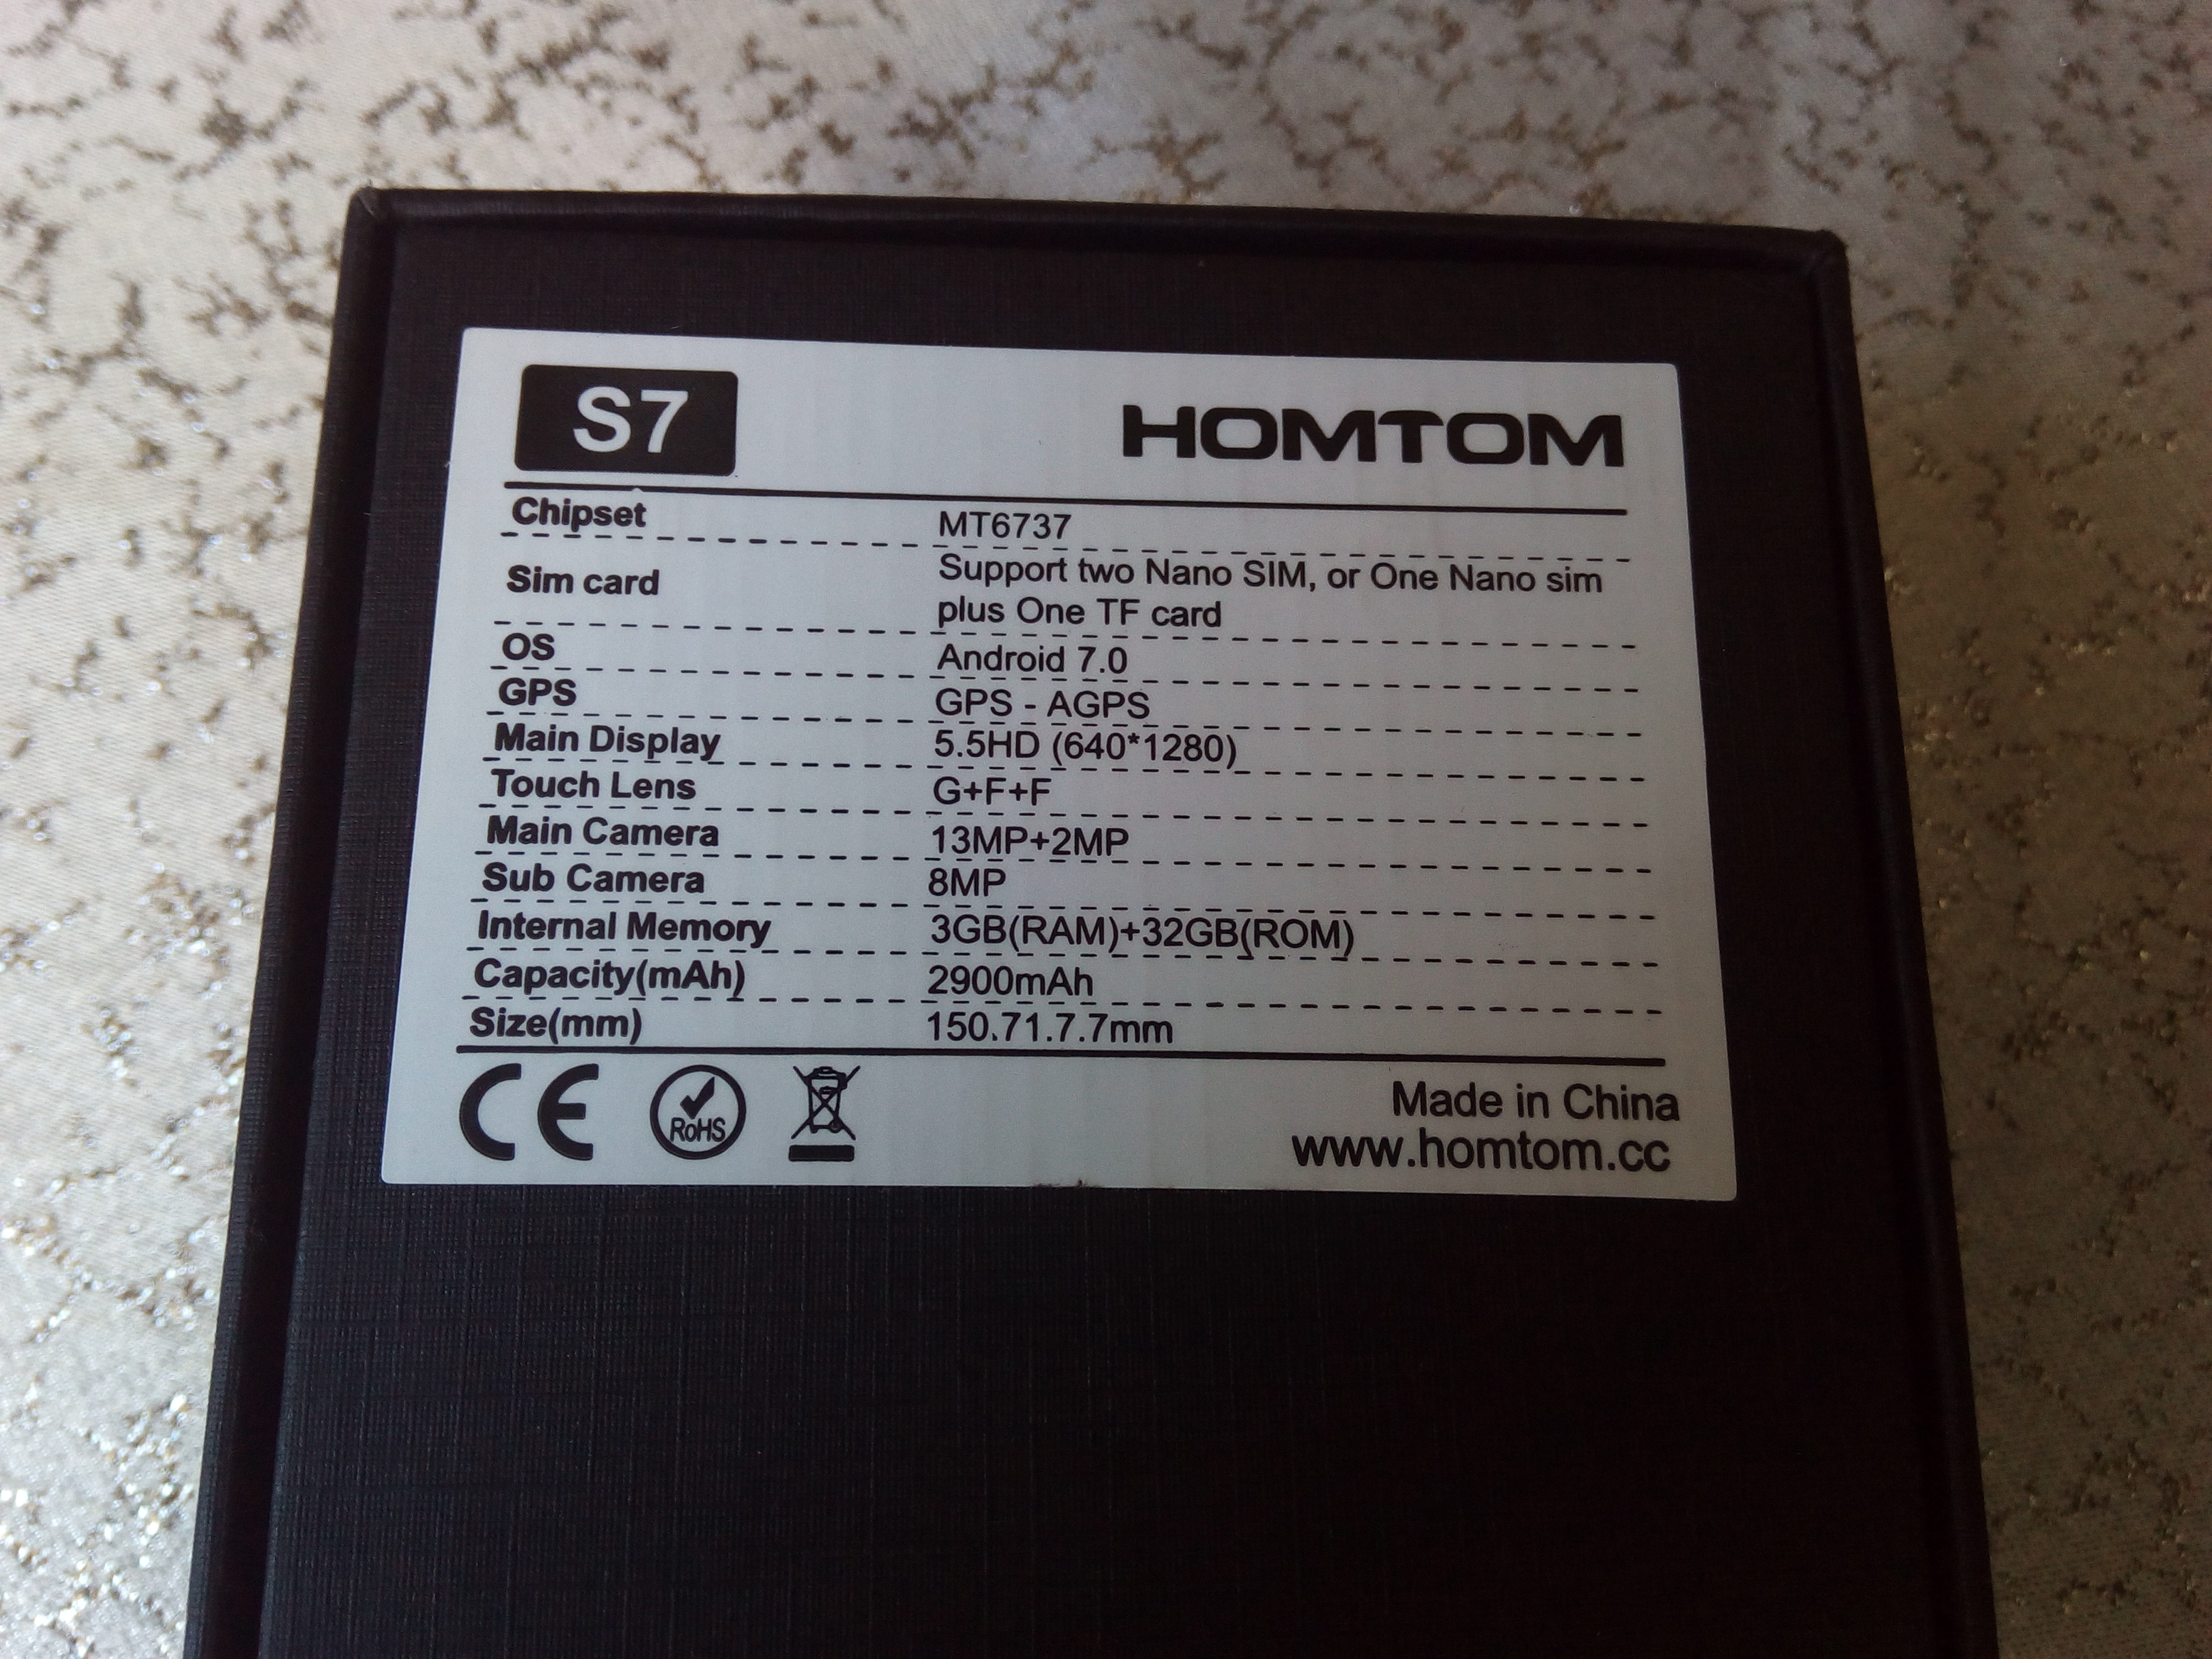 S7 HOMTOM
Chipset MT6737
Sim card Support two Nano SIM, or One Nano sim
plus One TF card
OS Android 7.0
GPS GPS - AGPS
Main Display 5.5HD (640*1280)
Touch Lens G+F+F
Main Camera 13MP+2MP
Sub Camera 8MP
Internal Memory 3GB(RAM)+32GB(ROM)
Capacity(mAh) 2900mAh
Size(mm) 150.71.7.7mm
CE RoHS Made in China
www.homtom.cc